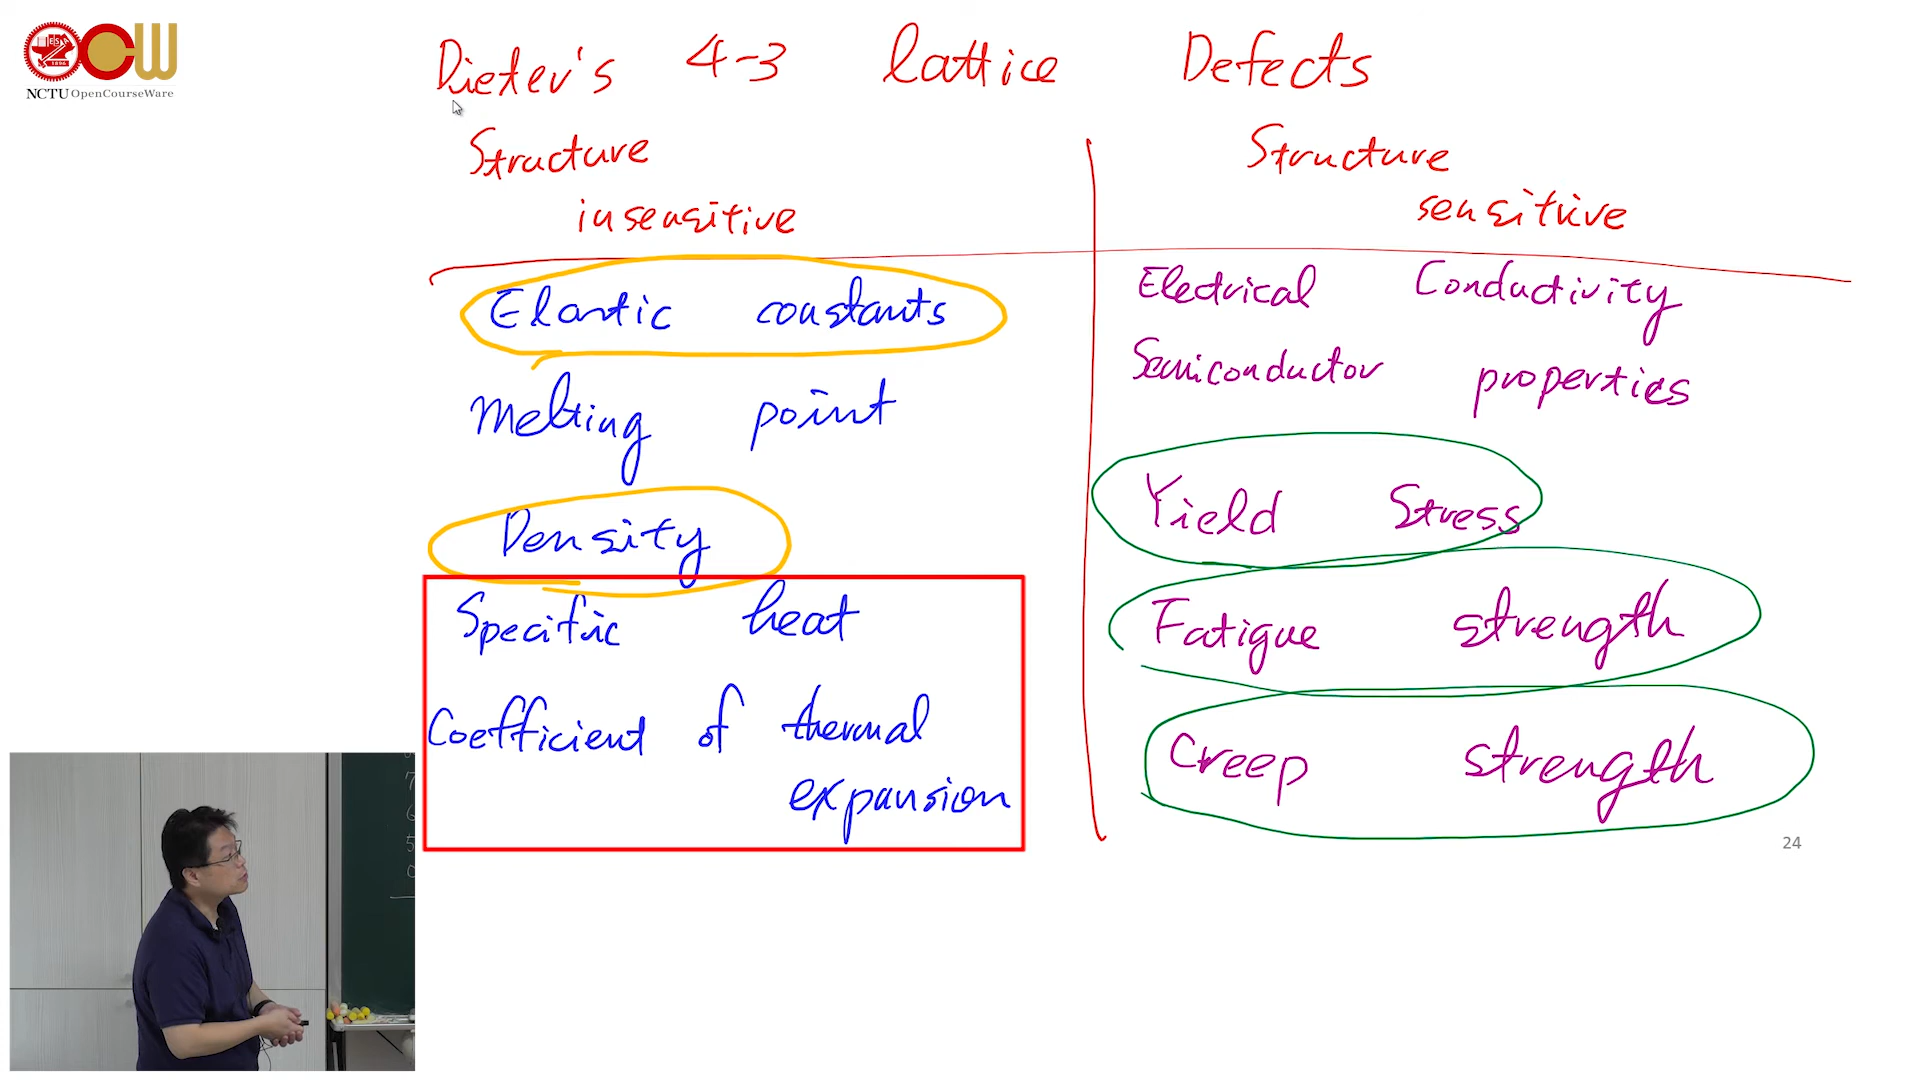 NCTU OpenCourseWare
Dieter's 4-3 lattice Defects
Structure
insensitive
Structure
sensitive
Elastic constants
Melting point
Density
Specific heat
Coefficient of thermal
expansion
Electrical Conductivity
Semiconductor properties
Yield Stress
Fatigue strength
Creep strength
24